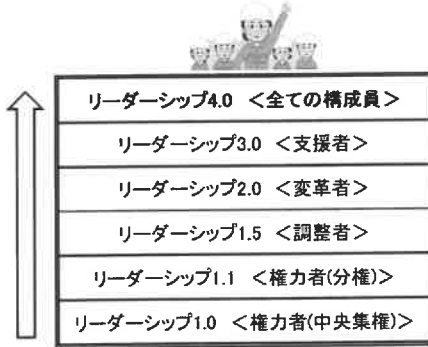 リーダーシップ4.0 <全ての構成員>
リーダーシップ3.0 <支援者>
リーダーシップ2.0 <変革者>
リーダーシップ1.5 <調整者>
リーダーシップ1.1 <権力者(分権)>
リーダーシップ1.0 <権力者(中央集権)>